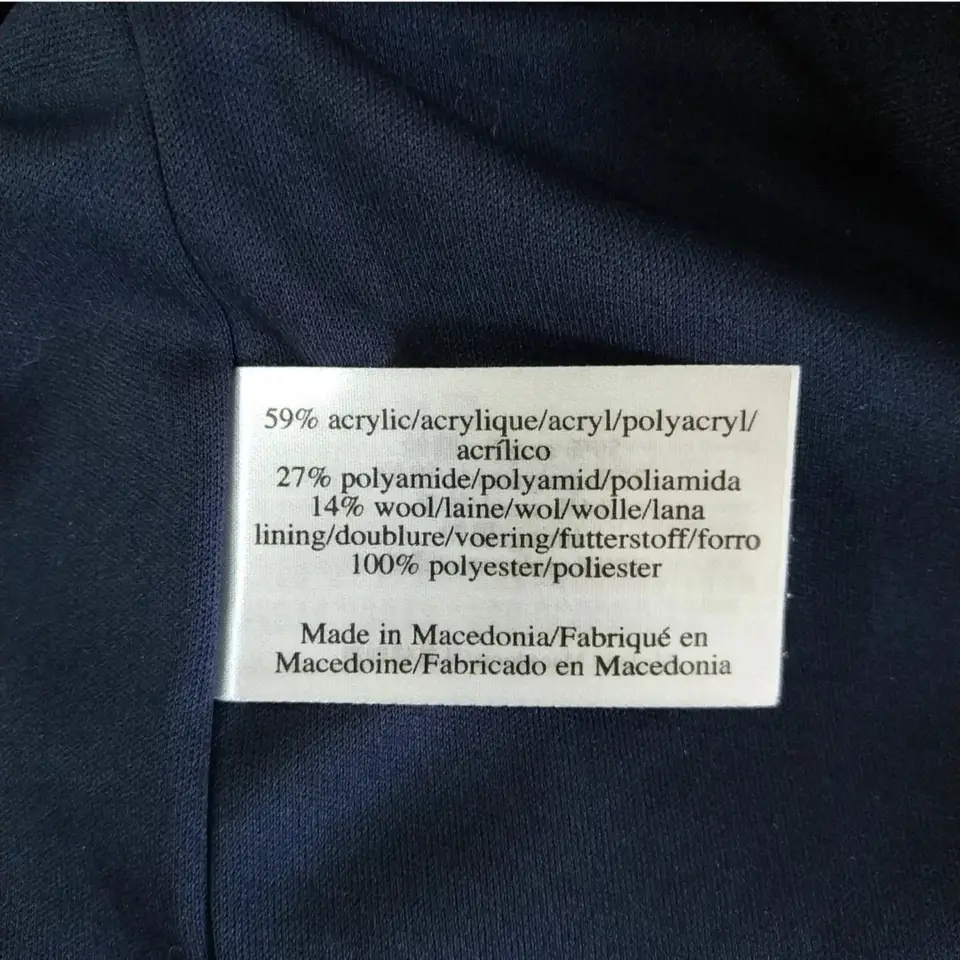 59% acrylic/acrylique/acryl/polyacryl/
acrílico
27% polyamide/polyamid/poliamida
14% wool/laine/wol/wolle/lana
lining/doublure/voering/futterstoff/forro
100% polyester/poliester
Made in Macedonia/Fabriqué en
Macedoine/Fabricado en Macedonia